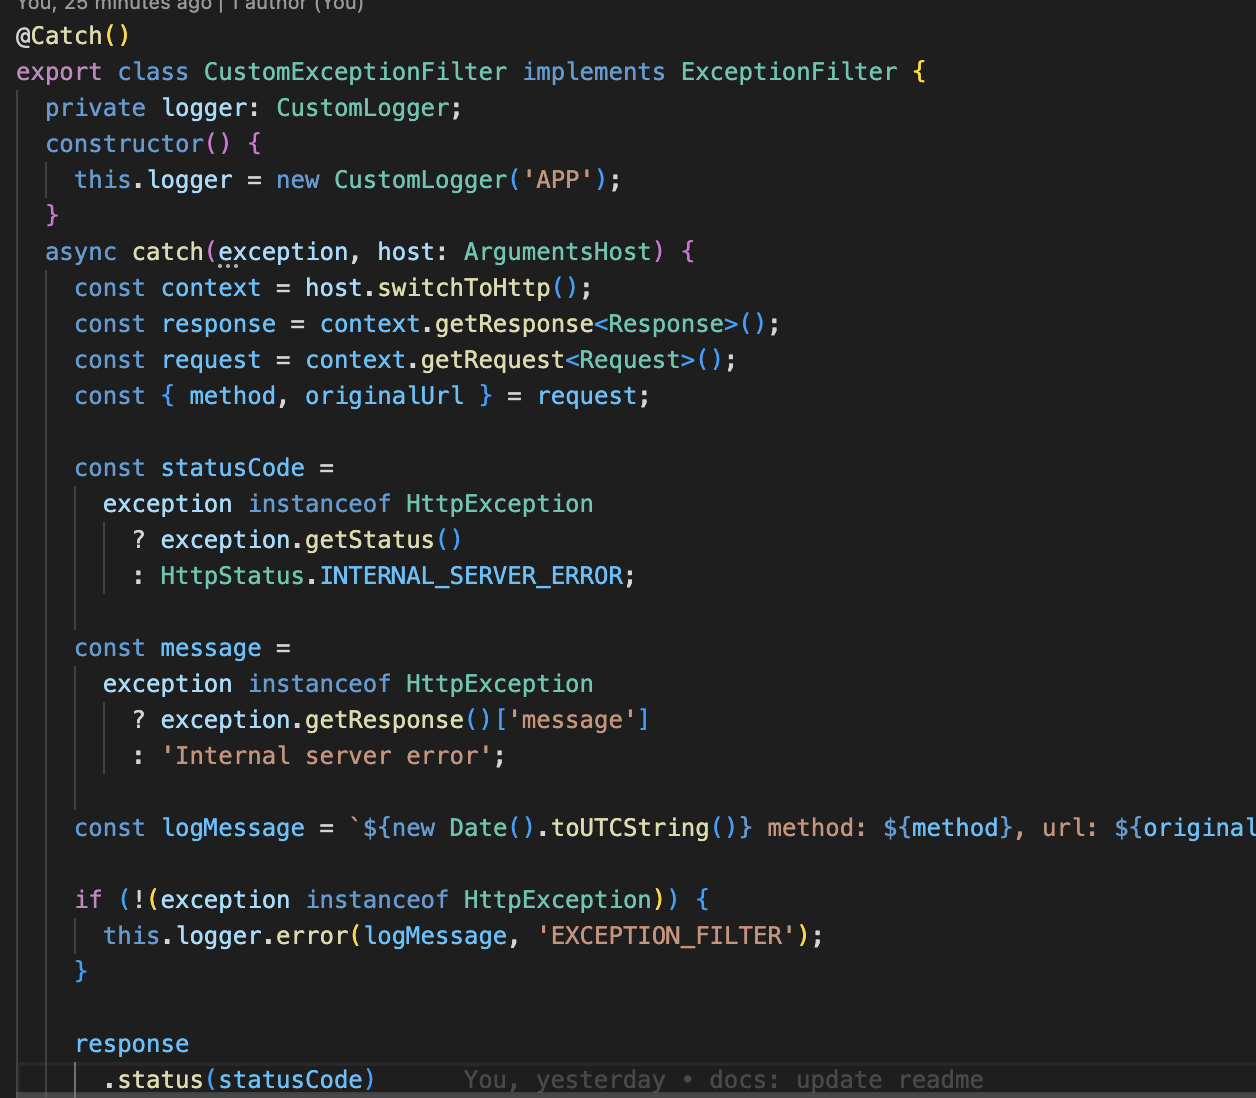 You, 25 minutes ago | 1 author (You)
@Catch()
export class CustomExceptionFilter implements ExceptionFilter {
  private logger: CustomLogger;
  constructor() {
    this.logger = new CustomLogger('APP');
  }
  async catch(exception, host: ArgumentsHost) {
    const context = host.switchToHttp();
    const response = context.getResponse<Response>();
    const request = context.getRequest<Request>();
    const { method, originalUrl } = request;

    const statusCode =
      exception instanceof HttpException
        ? exception.getStatus()
        : HttpStatus.INTERNAL_SERVER_ERROR;

    const message =
      exception instanceof HttpException
        ? exception.getResponse()['message']
        : 'Internal server error';

    const logMessage = `${new Date().toUTCString()} method: ${method}, url: ${original

    if (!(exception instanceof HttpException)) {
      this.logger.error(logMessage, 'EXCEPTION_FILTER');
    }

    response
      .status(statusCode) You, yesterday • docs: update readme